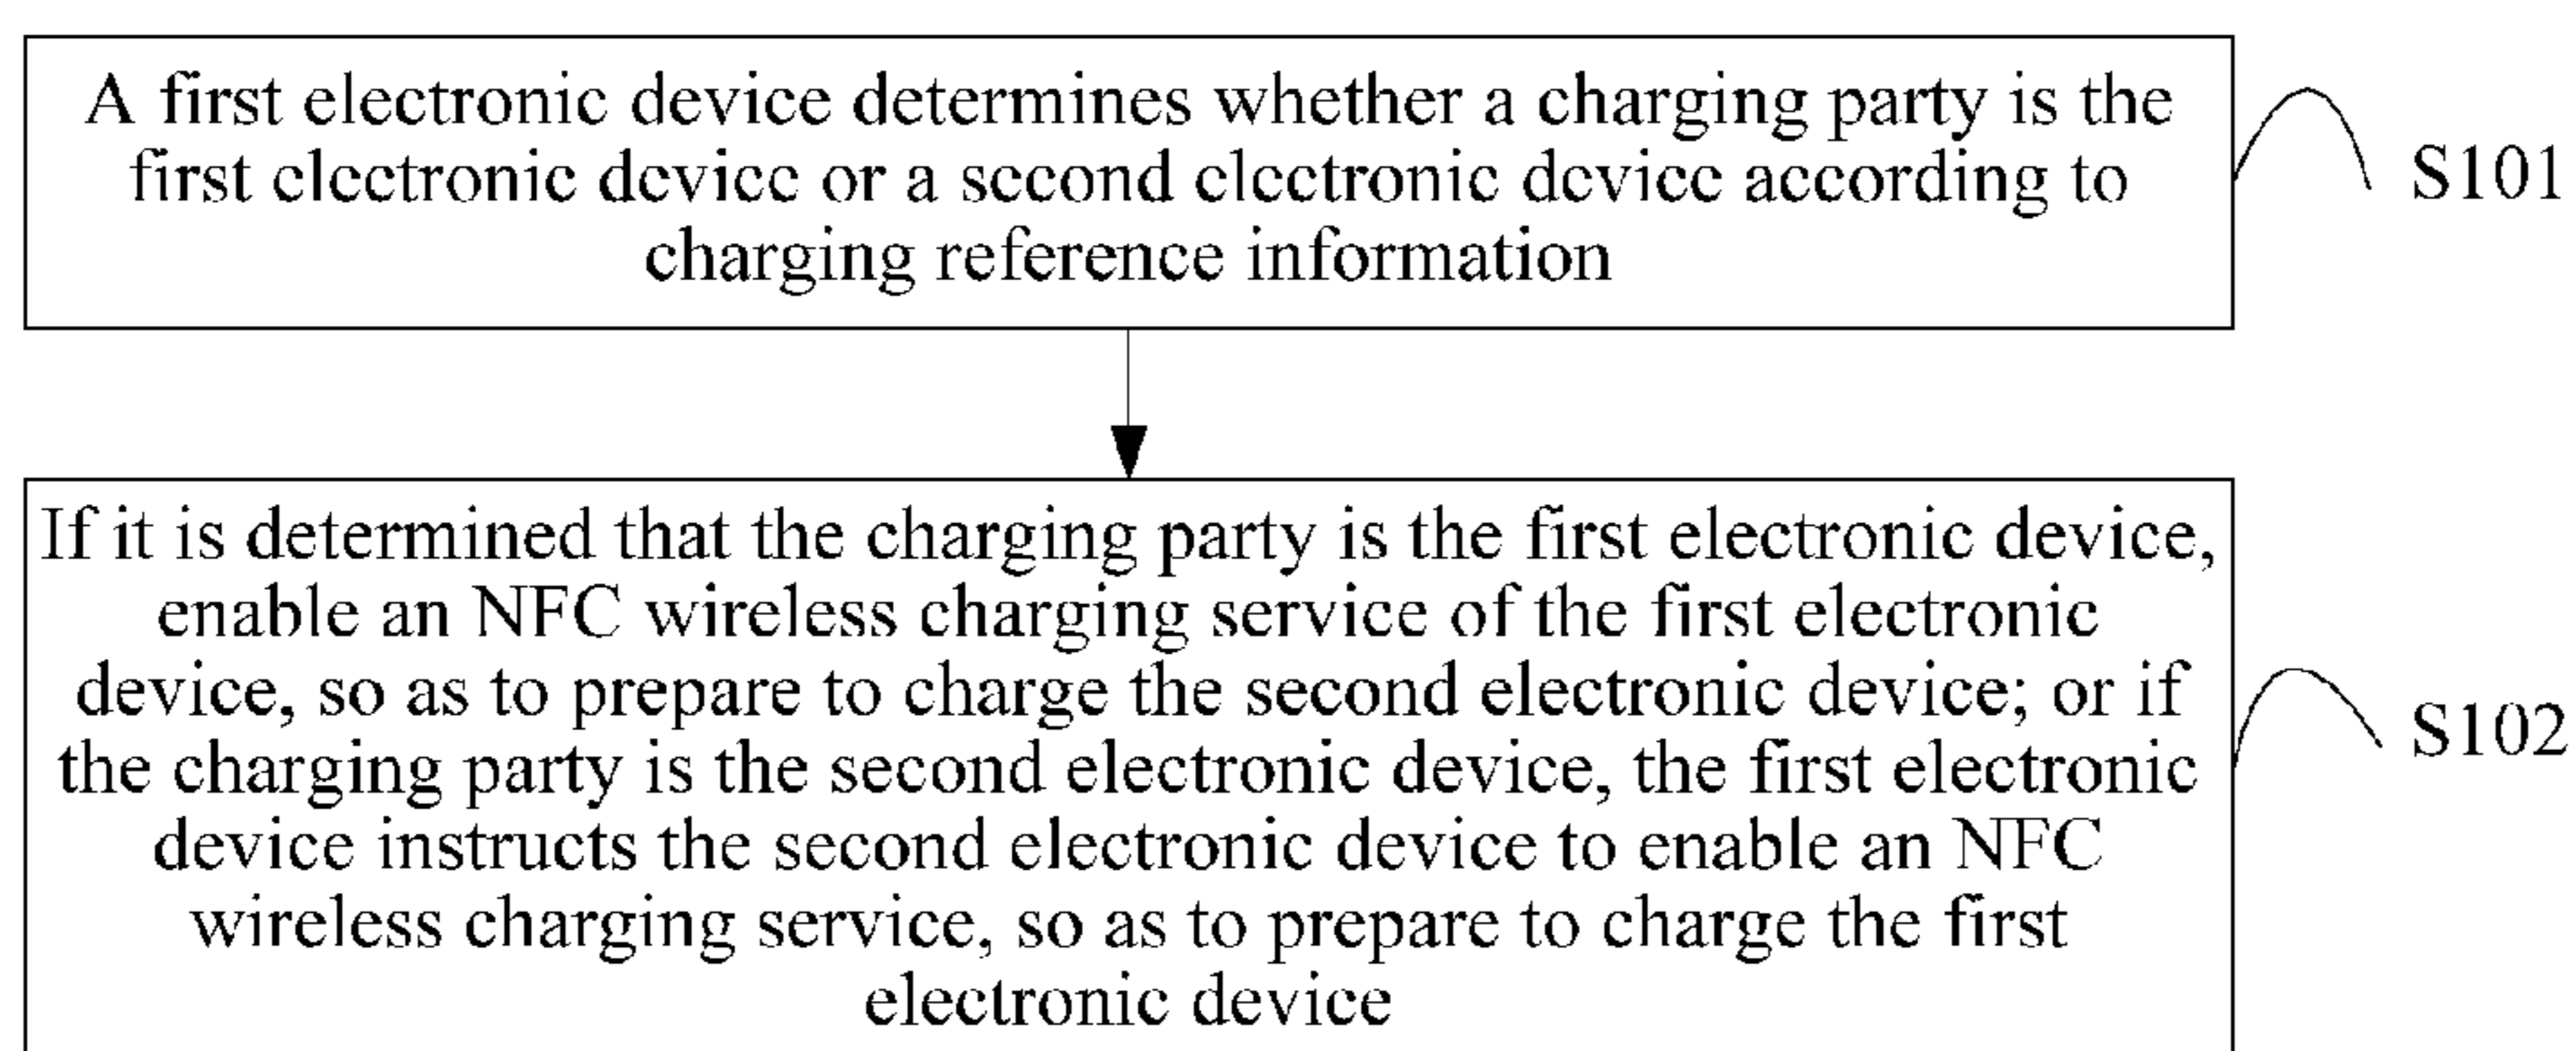 A first electronic device determines whether a charging party is the
first electronic device or a second electronic device according to
charging reference information
S101
If it is determined that the charging party is the first electronic device,
enable an NFC wireless charging service of the first electronic
device, so as to prepare to charge the second electronic device; or if
the charging party is the second electronic device, the first electronic
device instructs the second electronic device to enable an NFC
wireless charging service, so as to prepare to charge the first
electronic device
S102